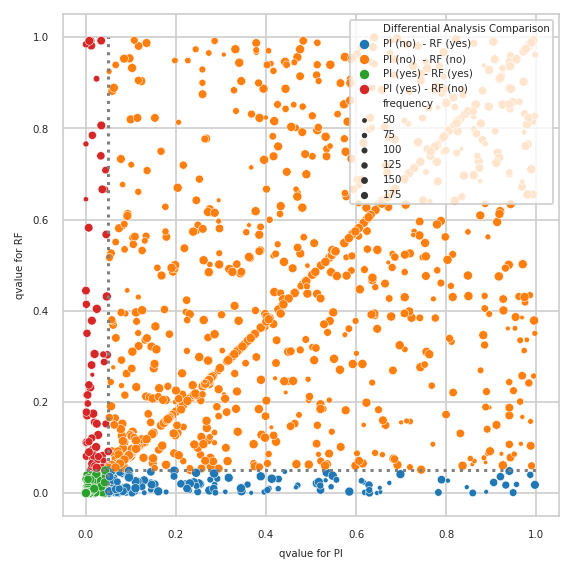 Differential Analysis Comparison
PI (no)  - RF (yes)
PI (no)  - RF (no)
PI (yes) - RF (yes)
PI (yes) - RF (no)
frequency
50
75
100
125
150
175
1.0
0.8
0.6
0.4
0.2
0.0
qvalue for RF
0.0 0.2 0.4 0.6 0.8 1.0
qvalue for PI